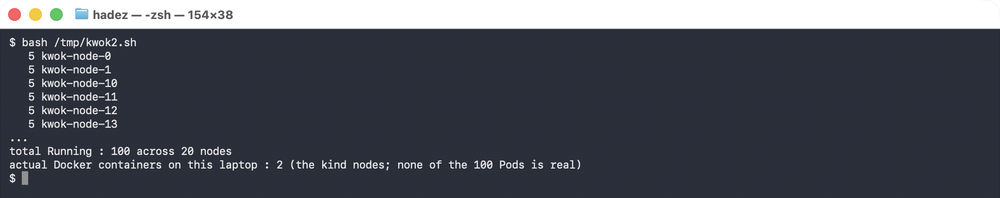 hadez — -zsh — 154×38
$ bash /tmp/kwok2.sh
   5 kwok-node-0
   5 kwok-node-1
   5 kwok-node-10
   5 kwok-node-11
   5 kwok-node-12
   5 kwok-node-13
...
total Running : 100 across 20 nodes
actual Docker containers on this laptop : 2 (the kind nodes; none of the 100 Pods is real)
$